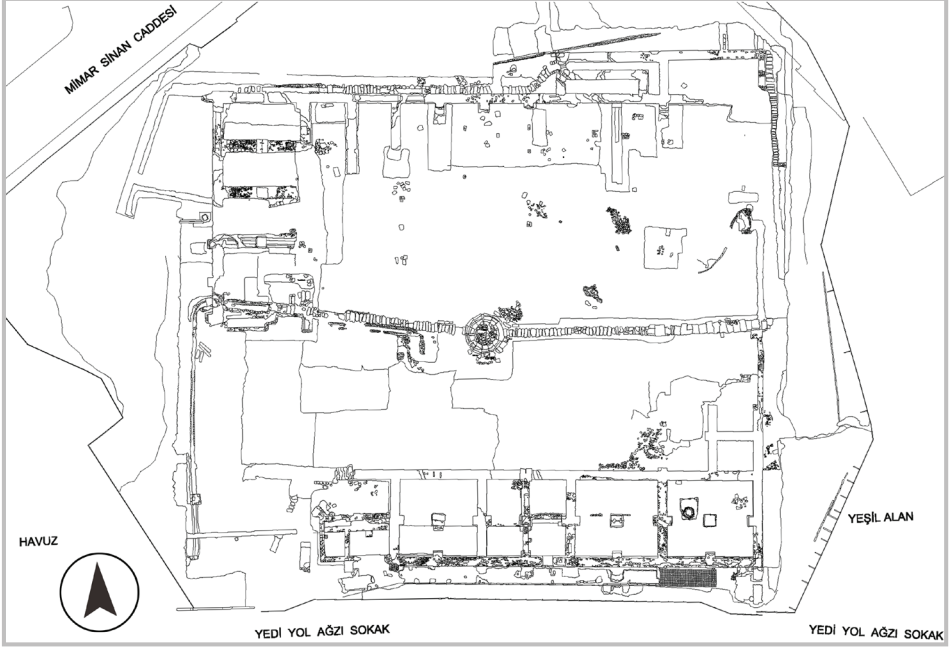 MİMAR SİNAN CADDESİ
YEŞİL ALAN
HAVUZ
YEDİ YOL AĞZI SOKAK
YEDİ YOL AĞZI SOKAK